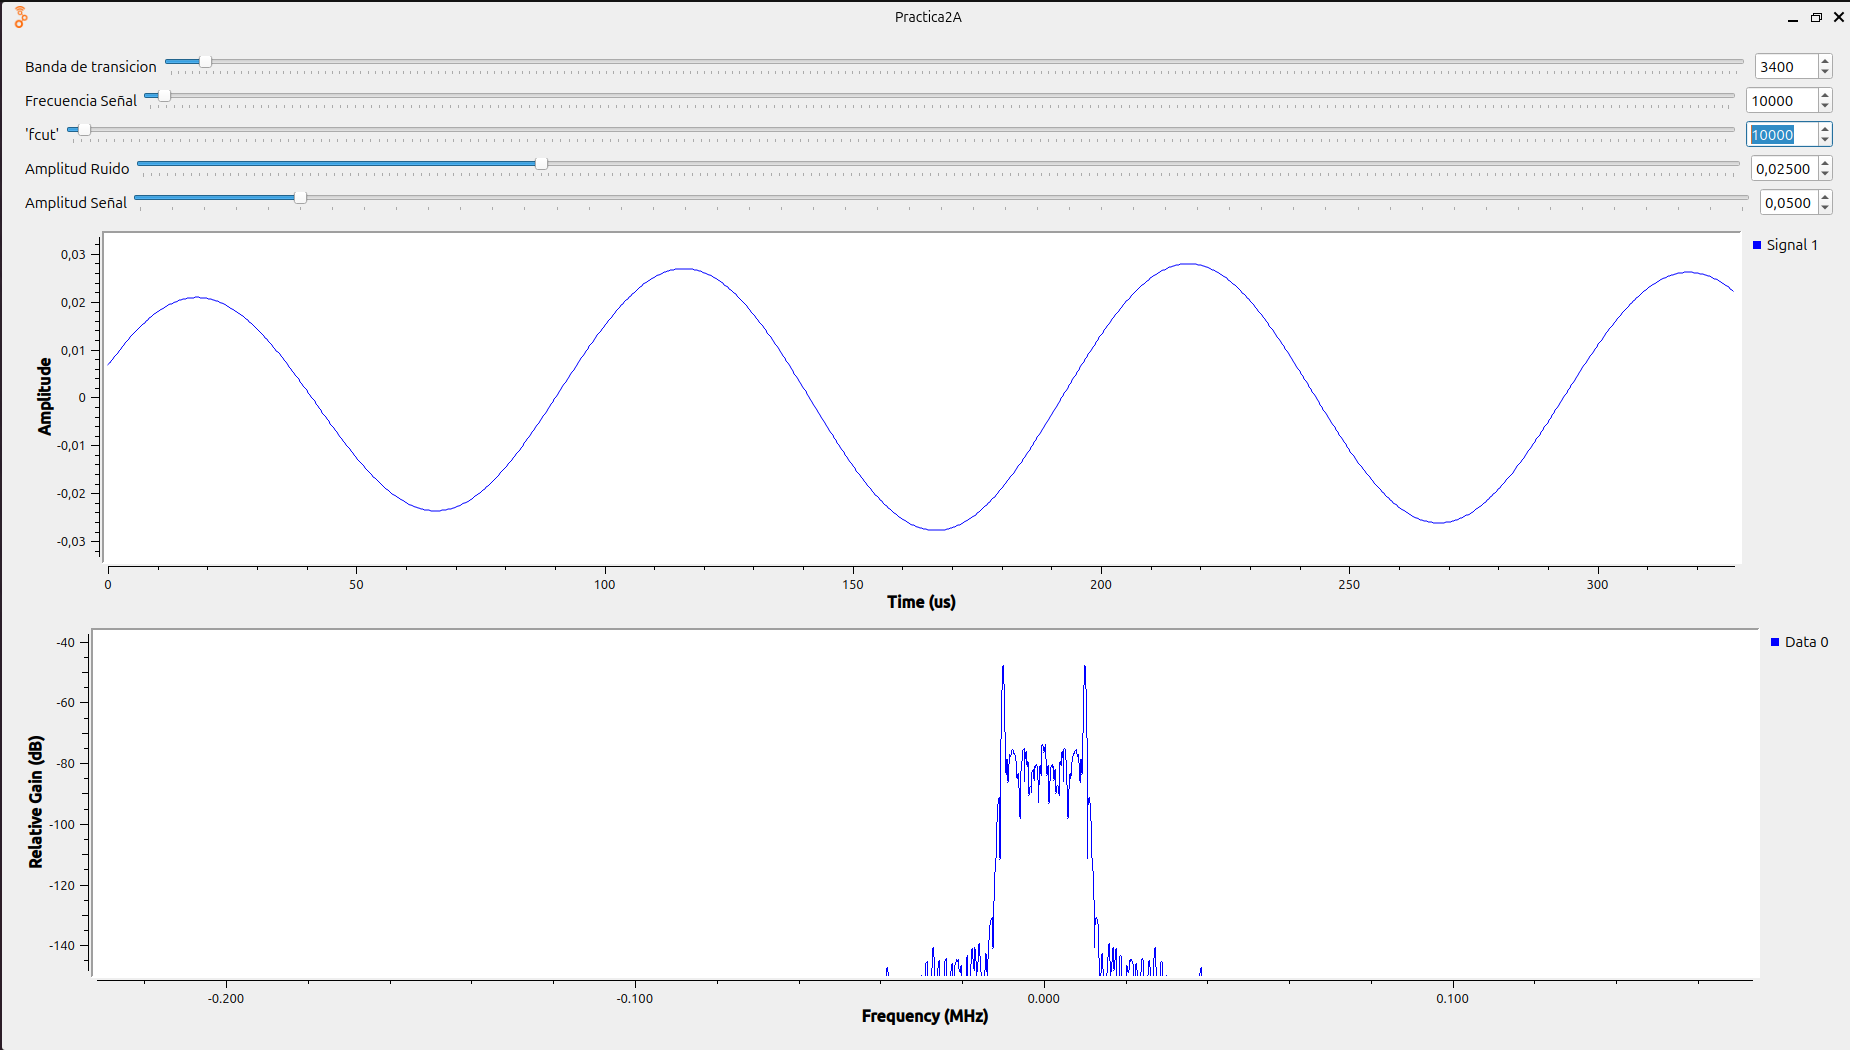 Practica2A
Banda de transicion 3400
Frecuencia Señal 10000
'fcut' 10000
Amplitud Ruido 0,02500
Amplitud Señal 0,0500
Signal 1
0,03
0,02
0,01
0
-0,01
-0,02
-0,03
Amplitude
0 50 100 150 200 250 300
Time (us)
Data 0
-40
-60
-80
-100
-120
-140
Relative Gain (dB)
-0.200 -0.100 0.000 0.100
Frequency (MHz)